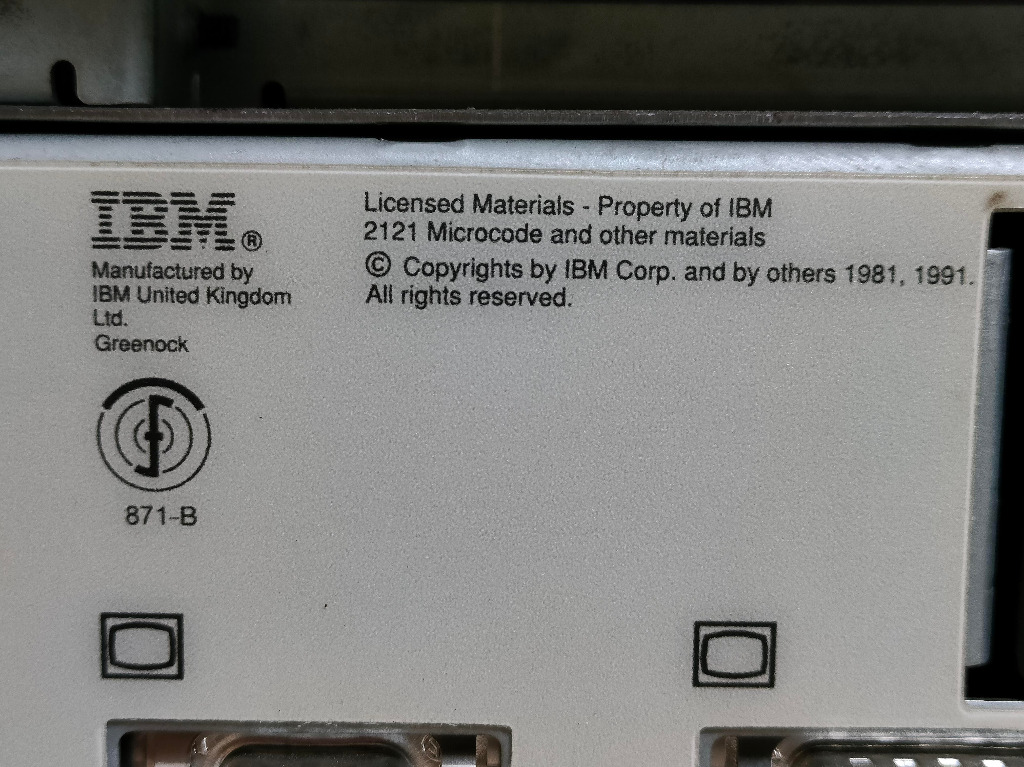 IBM®
Manufactured by
IBM United Kingdom
Ltd.
Greenock
871-B
Licensed Materials - Property of IBM
2121 Microcode and other materials
© Copyrights by IBM Corp. and by others 1981, 1991.
All rights reserved.